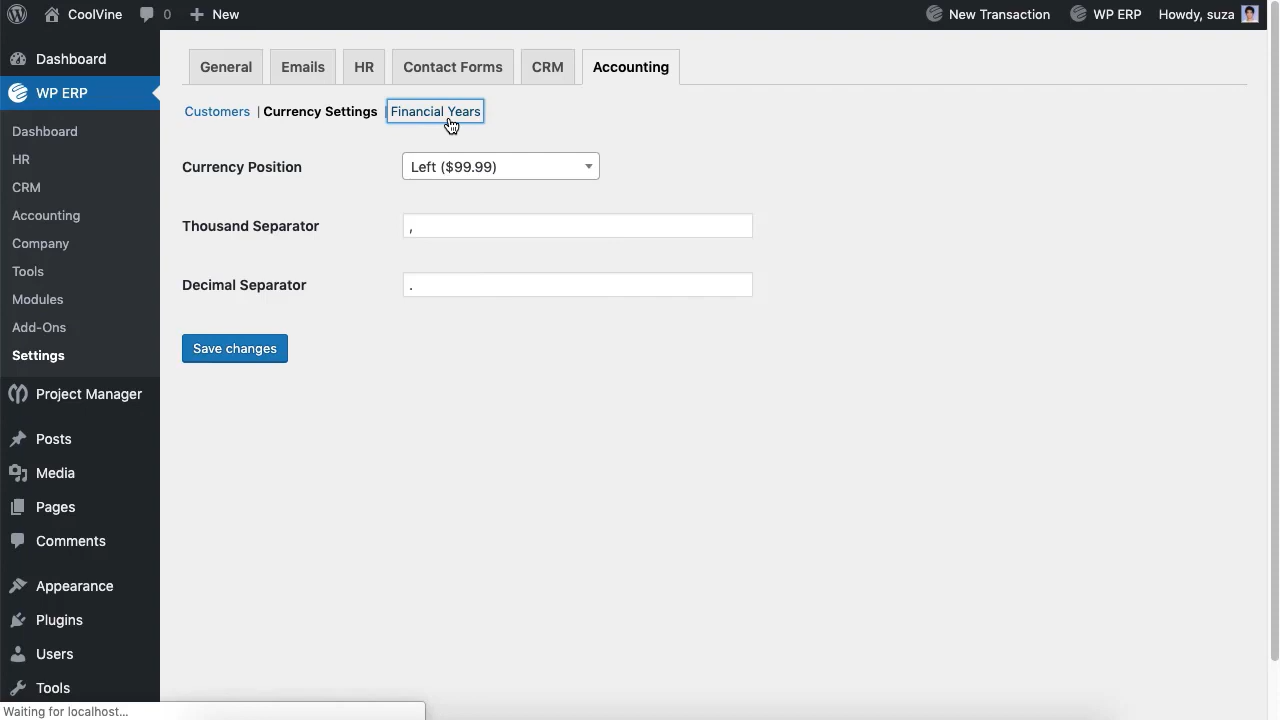 CoolVine 0 New New Transaction WP ERP Howdy, suza
Dashboard
WP ERP
Dashboard
HR
CRM
Accounting
Company
Tools
Modules
Add-Ons
Settings
Project Manager
Posts
Media
Pages
Comments
Appearance
Plugins
Users
Tools
General Emails HR Contact Forms CRM Accounting
Customers | Currency Settings | Financial Years
Currency Position Left ($99.99)
Thousand Separator ,
Decimal Separator .
Save changes
Waiting for localhost...